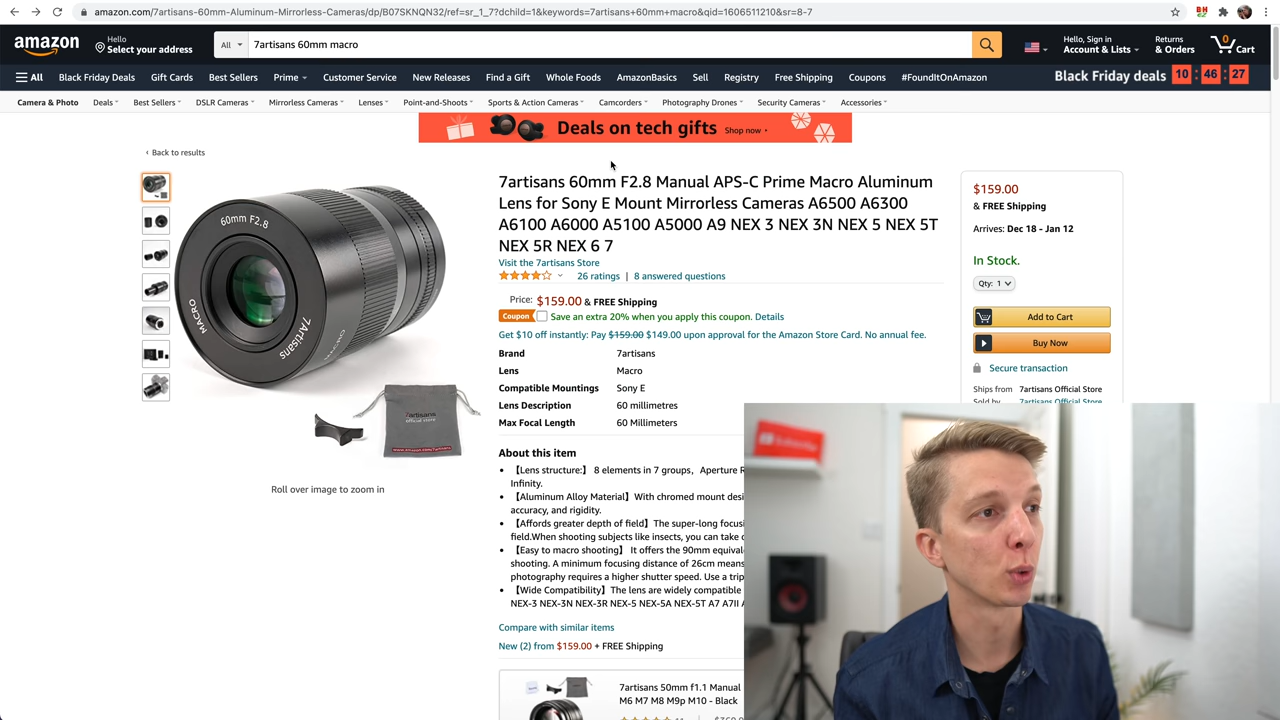 amazon.com/7artisans-60mm-Aluminum-Mirrorless-Cameras/dp/B07SKNQN32/ref=sr_1_7?dchild=1&keywords=7artisans+60mm+macro&qid=1606511210&sr=8-7
amazon
Hello
Select your address
All
7artisans 60mm macro
Hello, Sign in
Account & Lists
Returns
& Orders
0
Cart
All
Black Friday Deals
Gift Cards
Best Sellers
Prime
Customer Service
New Releases
Find a Gift
Whole Foods
AmazonBasics
Sell
Registry
Free Shipping
Coupons
#FoundItOnAmazon
Black Friday deals 10 : 46 : 27
Camera & Photo
Deals
Best Sellers
DSLR Cameras
Mirrorless Cameras
Lenses
Point-and-Shoots
Sports & Action Cameras
Camcorders
Photography Drones
Security Cameras
Accessories
Deals on tech gifts Shop now
‹ Back to results
60mm F2.8
MACRO
7Artisans
7artisans
official store
7artisans 60mm F2.8 Manual APS-C Prime Macro Aluminum
Lens for Sony E Mount Mirrorless Cameras A6500 A6300
A6100 A6000 A5100 A5000 A9 NEX 3 NEX 3N NEX 5 NEX 5T
NEX 5R NEX 6 7
Visit the 7artisans Store
26 ratings | 8 answered questions
Price: $159.00 & FREE Shipping
Coupon Save an extra 20% when you apply this coupon. Details
Get $10 off instantly: Pay $159.00 $149.00 upon approval for the Amazon Store Card. No annual fee.
Brand 7artisans
Lens Macro
Compatible Mountings Sony E
Lens Description 60 millimetres
Max Focal Length 60 Millimeters
About this item
• 【Lens structure:】 8 elements in 7 groups，Aperture R
Infinity.
• 【Aluminum Alloy Material】With chromed mount desi
accuracy, and rigidity.
• 【Affords greater depth of field】The super-long focusi
field.When shooting subjects like insects, you can take
• 【Easy to macro shooting】 It offers the 90mm equival
shooting. A minimum focusing distance of 26cm means
photography requires a higher shutter speed. Use a trip
• 【Wide Compatibility】The lens are widely compatible
NEX-3 NEX-3N NEX-3R NEX-5 NEX-5A NEX-5T A7 A7II
Compare with similar items
New (2) from $159.00 + FREE Shipping
7artisans 50mm f1.1 Manual
M6 M7 M8 M9p M10 - Black
Roll over image to zoom in
$159.00
& FREE Shipping
Arrives: Dec 18 - Jan 12
In Stock.
Qty: 1
Add to Cart
Buy Now
Secure transaction
Ships from 7artisans Official Store
Sold by 7artisans Official Store
Subscribe